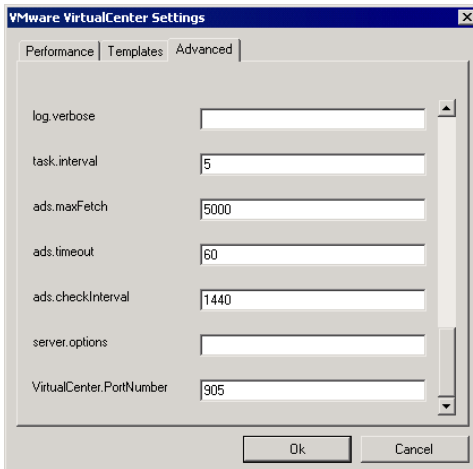 VMware VirtualCenter Settings
Performance Templates Advanced
log.verbose
task.interval 5
ads.maxFetch 5000
ads.timeout 60
ads.checkInterval 1440
server.options
VirtualCenter.PortNumber 905
Ok Cancel